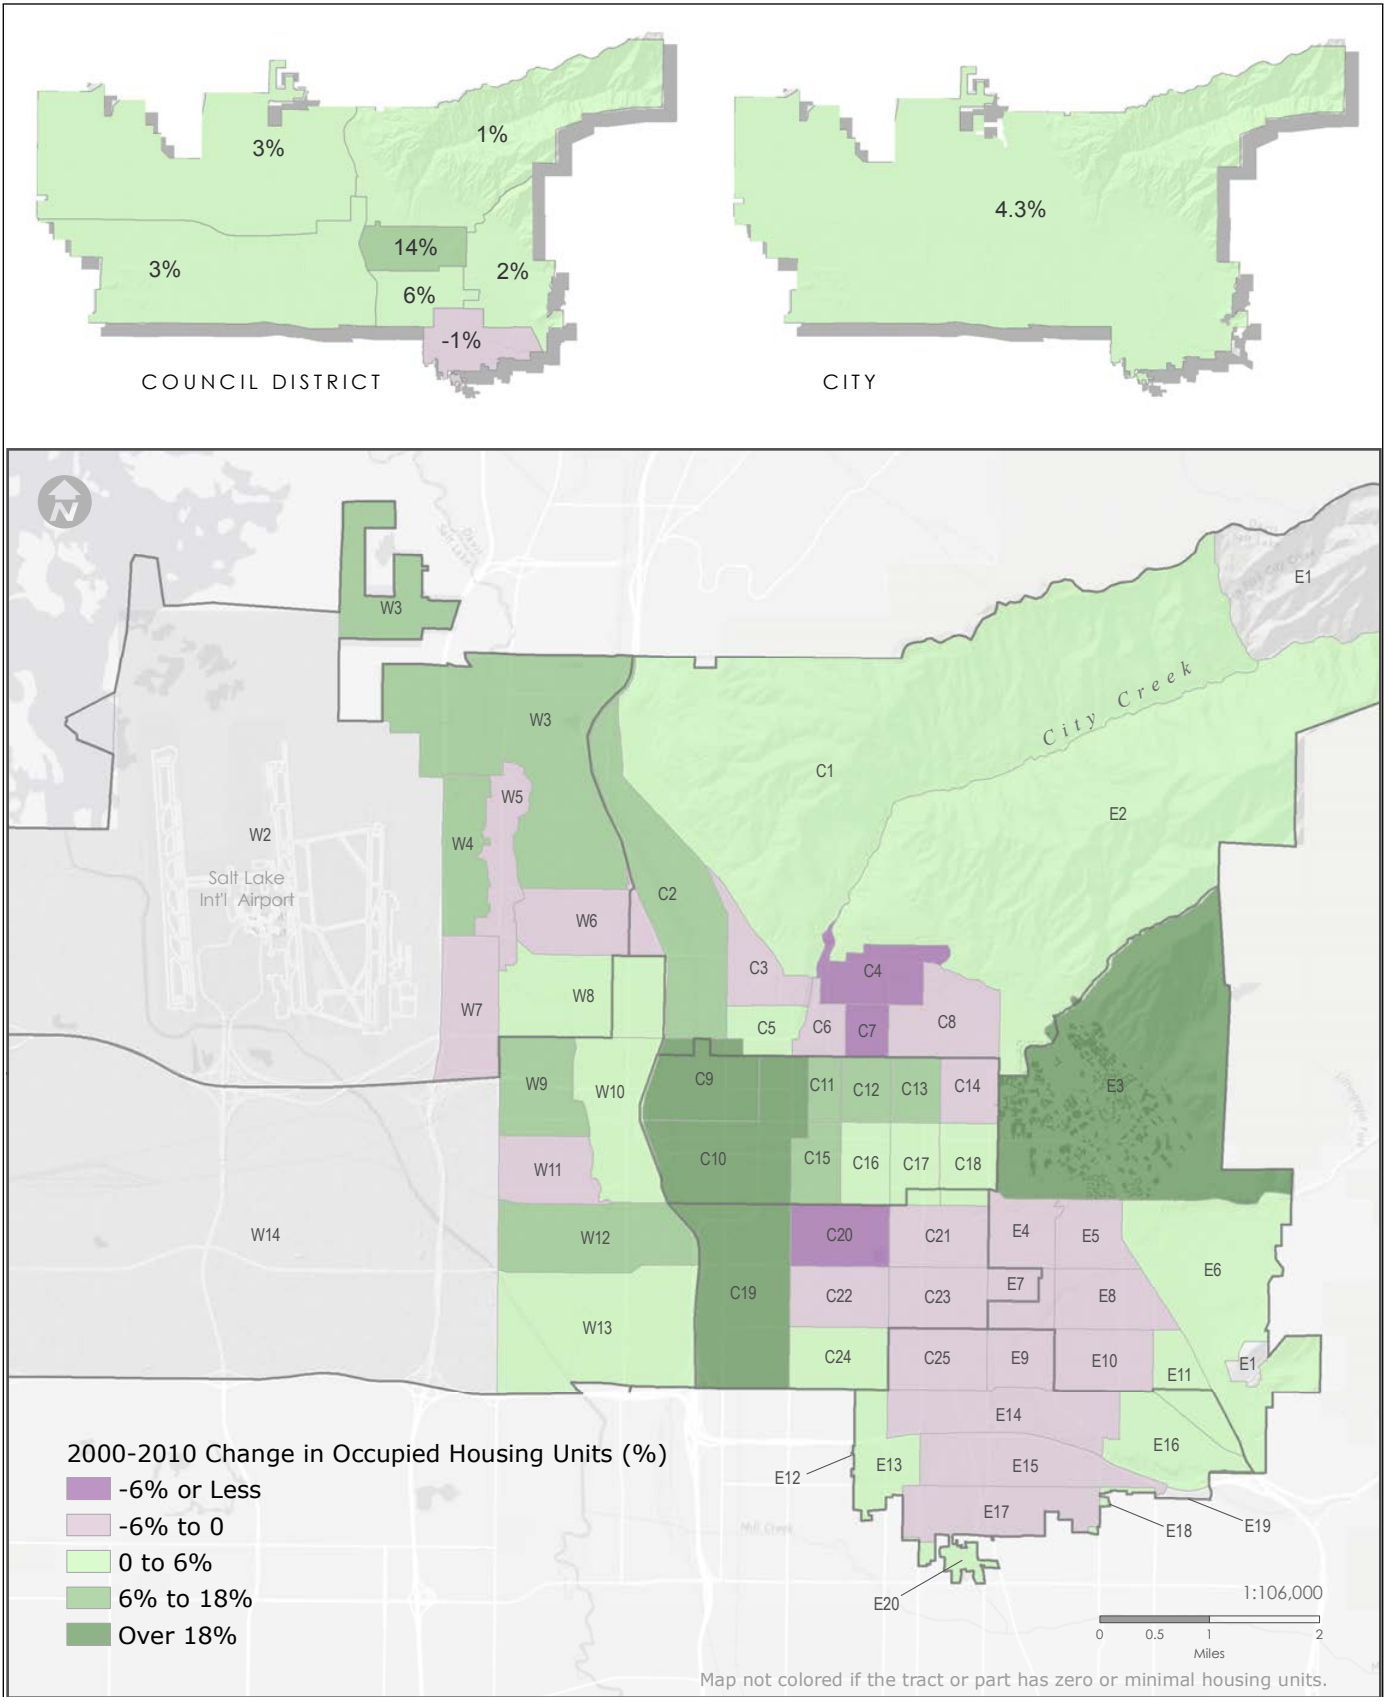 3%
1%
14%
3%
2%
6%
-1%
COUNCIL DISTRICT
4.3%
CITY
N
E1
W3
City Creek
W3
C1
W5
E2
W2
W4
Salt Lake
Int'l Airport
C2
W6
C3
C4
W8
W7
C5
C6
C7
C8
W9
W10
C9
C11
C12
C13
C14
E3
W11
C10
C15
C16
C17
C18
W14
W12
C20
C21
E4
E5
E6
C19
C22
C23
E7
E8
W13
C24
C25
E9
E10
E11
E1
E14
E16
E12
E13
E15
E17
E18
E19
E20
Mill Creek
2000-2010 Change in Occupied Housing Units (%)
-6% or Less
-6% to 0
0 to 6%
6% to 18%
Over 18%
1:106,000
0 0.5 1 2
Miles
Map not colored if the tract or part has zero or minimal housing units.